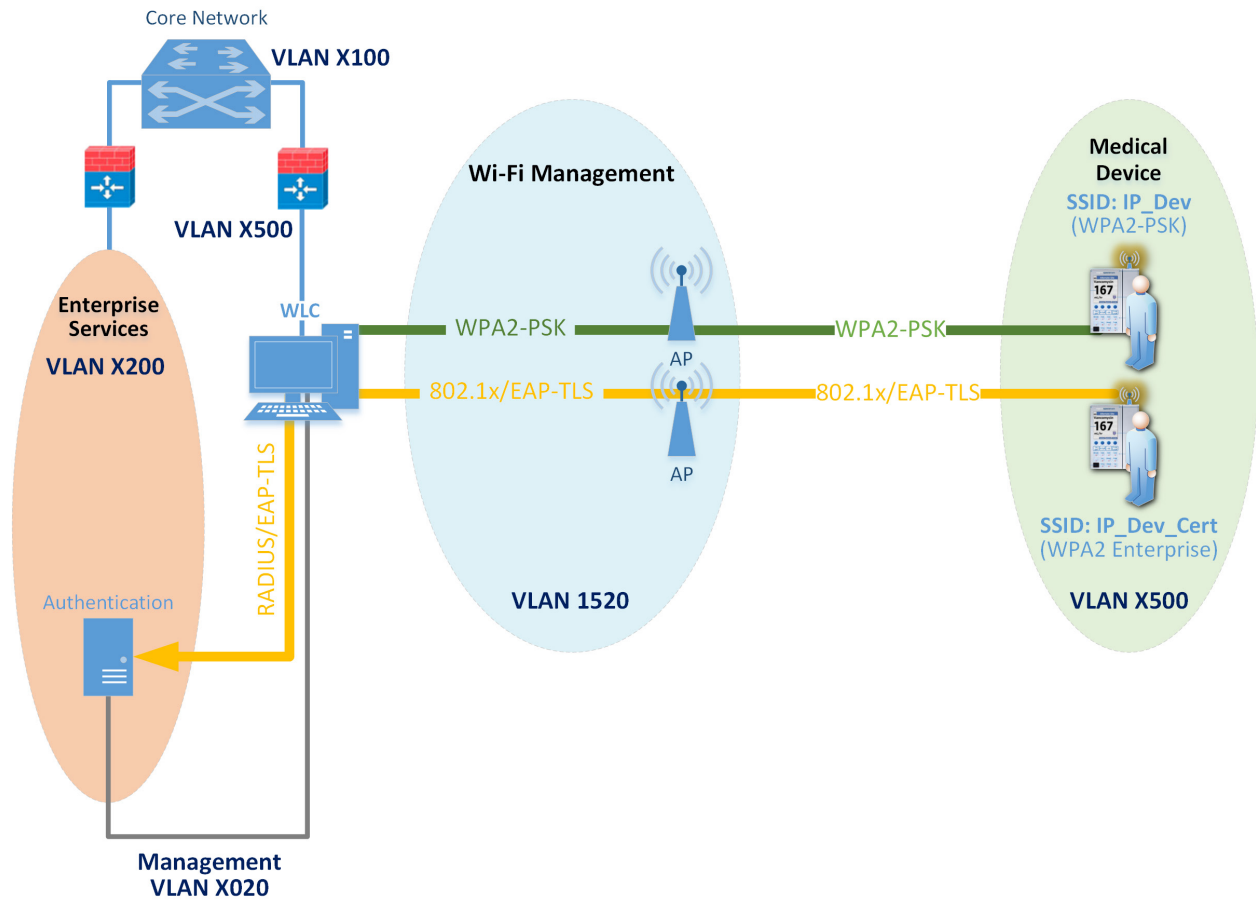 Core Network
VLAN X100
VLAN X500
Enterprise
Services
VLAN X200
WLC
Wi-Fi Management
WPA2-PSK
WPA2-PSK
AP
802.1x/EAP-TLS
802.1x/EAP-TLS
AP
VLAN 1520
Medical
Device
SSID: IP_Dev
(WPA2-PSK)
167
167
SSID: IP_Dev_Cert
(WPA2 Enterprise)
VLAN X500
RADIUS/EAP-TLS
Authentication
Management
VLAN X020